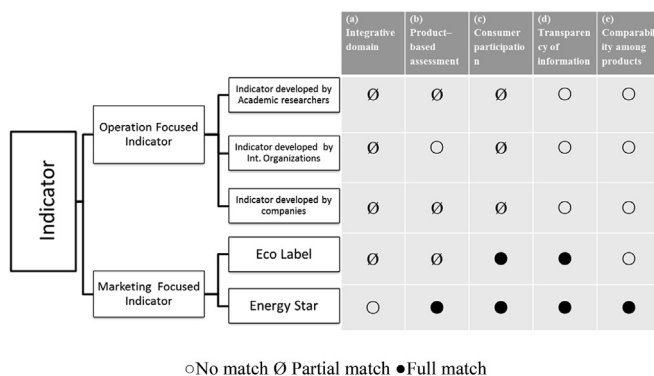 (a)
Integrative
domain
(b)
Product–
based
assessment
(c)
Consumer
participatio
n
(d)
Transparen
cy of
information
(e)
Comparabil
ity among
products
Indicator
Operation Focused
Indicator
Indicator developed by
Academic researchers
Ø Ø Ø ○ ○
Indicator developed by
Int. Organizations
Ø ○ Ø ○ ○
Indicator developed by
companies
Ø Ø Ø ○ ○
Marketing Focused
Indicator
Eco Label
Ø Ø ● ● ○
Energy Star
○ ● ● ● ●
○No match Ø Partial match ●Full match